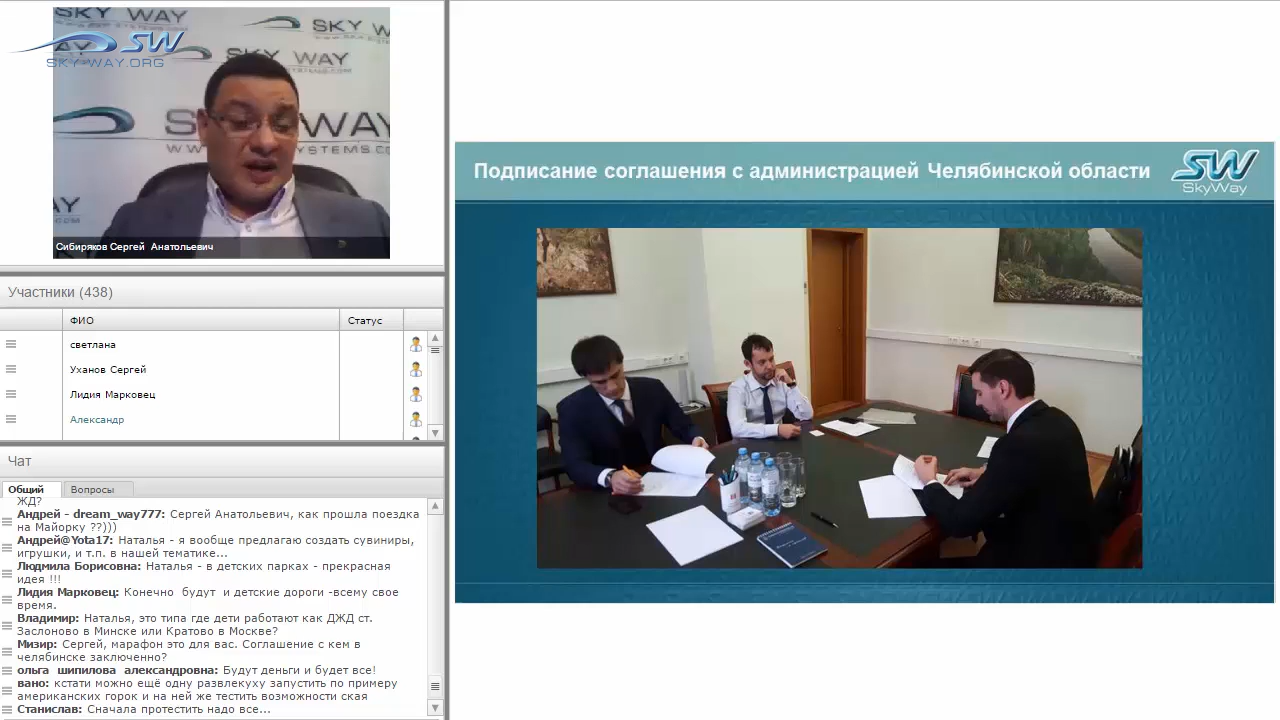 SKY WAY
SKY WAY
SW
SKY-WAY.ORG
SKY WAY
SKY WAY
Сибиряков Сергей Анатольевич
Участники (438)
ФИО
Статус
светлана
Уханов Сергей
Лидия Марковец
Александр
Чат
Общий
Вопросы
ЖД?
Андрей - dream_way777: Сергей Анатольевич, как прошла поездка
на Майорку ??)))
Андрей@Yota17: Наталья - я вообще предлагаю создать сувиниры,
игрушки, и т.п. в нашей тематике...
Людмила Борисовна: Наталья - в детских парках - прекрасная
идея !!!
Лидия Марковец: Конечно будут и детские дороги -всему свое
время.
Владимир: Наталья, это типа где дети работают как ДЖД ст.
Заслоново в Минске или Кратово в Москве?
Мизир: Сергей, марафон это для вас. Соглашение с кем в
челябинске заключенно?
ольга шипилова александровна: Будут деньги и будет все!
вано: кстати можно ещё одну развлекуху запустить по примеру
американских горок и на ней же тестить возможности ская
Станислав: Сначала протестить надо все...
Подписание соглашения с администрацией Челябинской области
SW
SkyWay